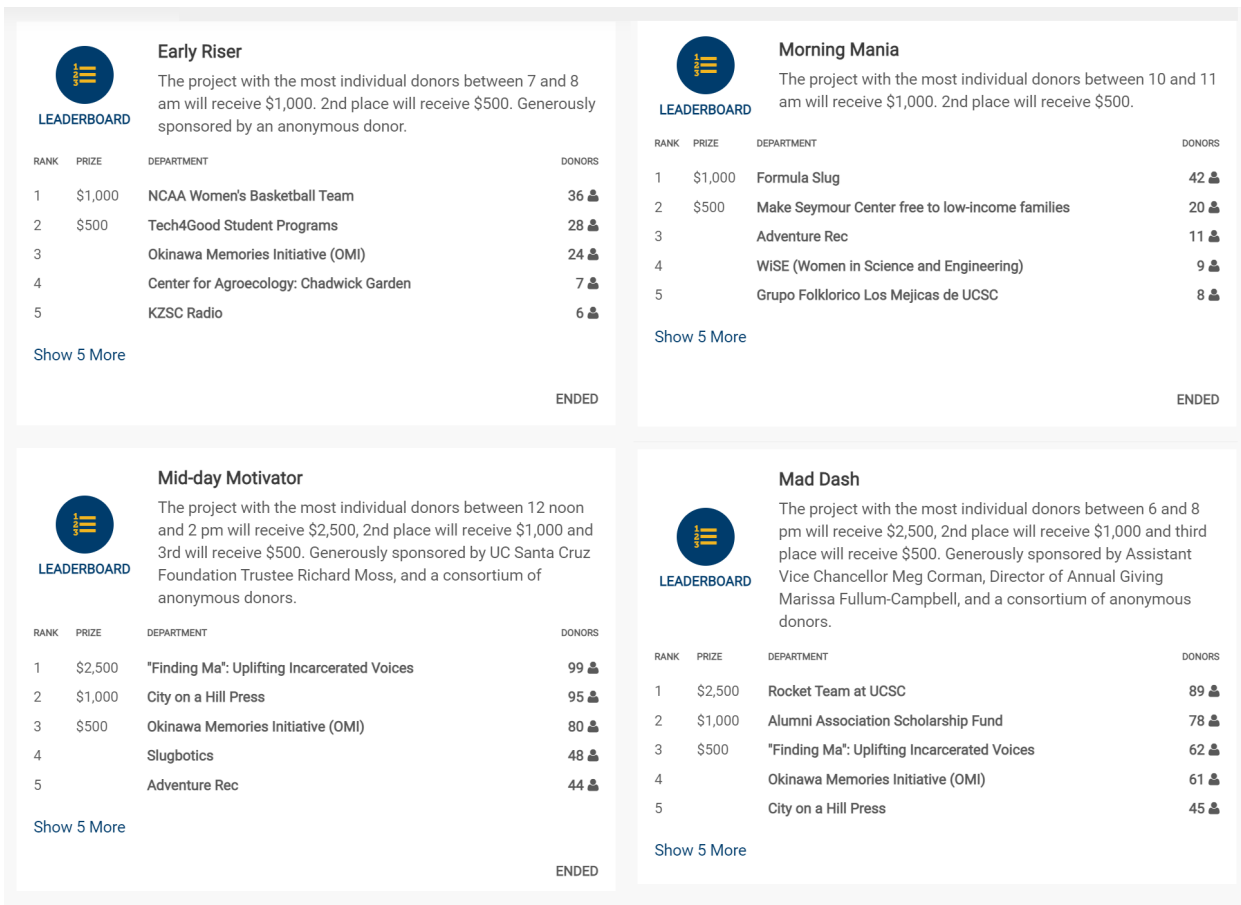 Early Riser
The project with the most individual donors between 7 and 8
am will receive $1,000. 2nd place will receive $500. Generously
sponsored by an anonymous donor.
1
2
3
LEADERBOARD
RANK PRIZE DEPARTMENT DONORS
1 $1,000 NCAA Women's Basketball Team 36
2 $500 Tech4Good Student Programs 28
3 Okinawa Memories Initiative (OMI) 24
4 Center for Agroecology: Chadwick Garden 7
5 KZSC Radio 6
Show 5 More
ENDED
Morning Mania
The project with the most individual donors between 10 and 11
am will receive $1,000. 2nd place will receive $500.
1
2
3
LEADERBOARD
RANK PRIZE DEPARTMENT DONORS
1 $1,000 Formula Slug 42
2 $500 Make Seymour Center free to low-income families 20
3 Adventure Rec 11
4 WiSE (Women in Science and Engineering) 9
5 Grupo Folklorico Los Mejicas de UCSC 8
Show 5 More
ENDED
Mid-day Motivator
The project with the most individual donors between 12 noon
and 2 pm will receive $2,500, 2nd place will receive $1,000 and
3rd will receive $500. Generously sponsored by UC Santa Cruz
Foundation Trustee Richard Moss, and a consortium of
anonymous donors.
1
2
3
LEADERBOARD
RANK PRIZE DEPARTMENT DONORS
1 $2,500 "Finding Ma": Uplifting Incarcerated Voices 99
2 $1,000 City on a Hill Press 95
3 $500 Okinawa Memories Initiative (OMI) 80
4 Slugbotics 48
5 Adventure Rec 44
Show 5 More
ENDED
Mad Dash
The project with the most individual donors between 6 and 8
pm will receive $2,500, 2nd place will receive $1,000 and third
place will receive $500. Generously sponsored by Assistant
Vice Chancellor Meg Corman, Director of Annual Giving
Marissa Fullum-Campbell, and a consortium of anonymous
donors.
1
2
3
LEADERBOARD
RANK PRIZE DEPARTMENT DONORS
1 $2,500 Rocket Team at UCSC 89
2 $1,000 Alumni Association Scholarship Fund 78
3 $500 "Finding Ma": Uplifting Incarcerated Voices 62
4 Okinawa Memories Initiative (OMI) 61
5 City on a Hill Press 45
Show 5 More